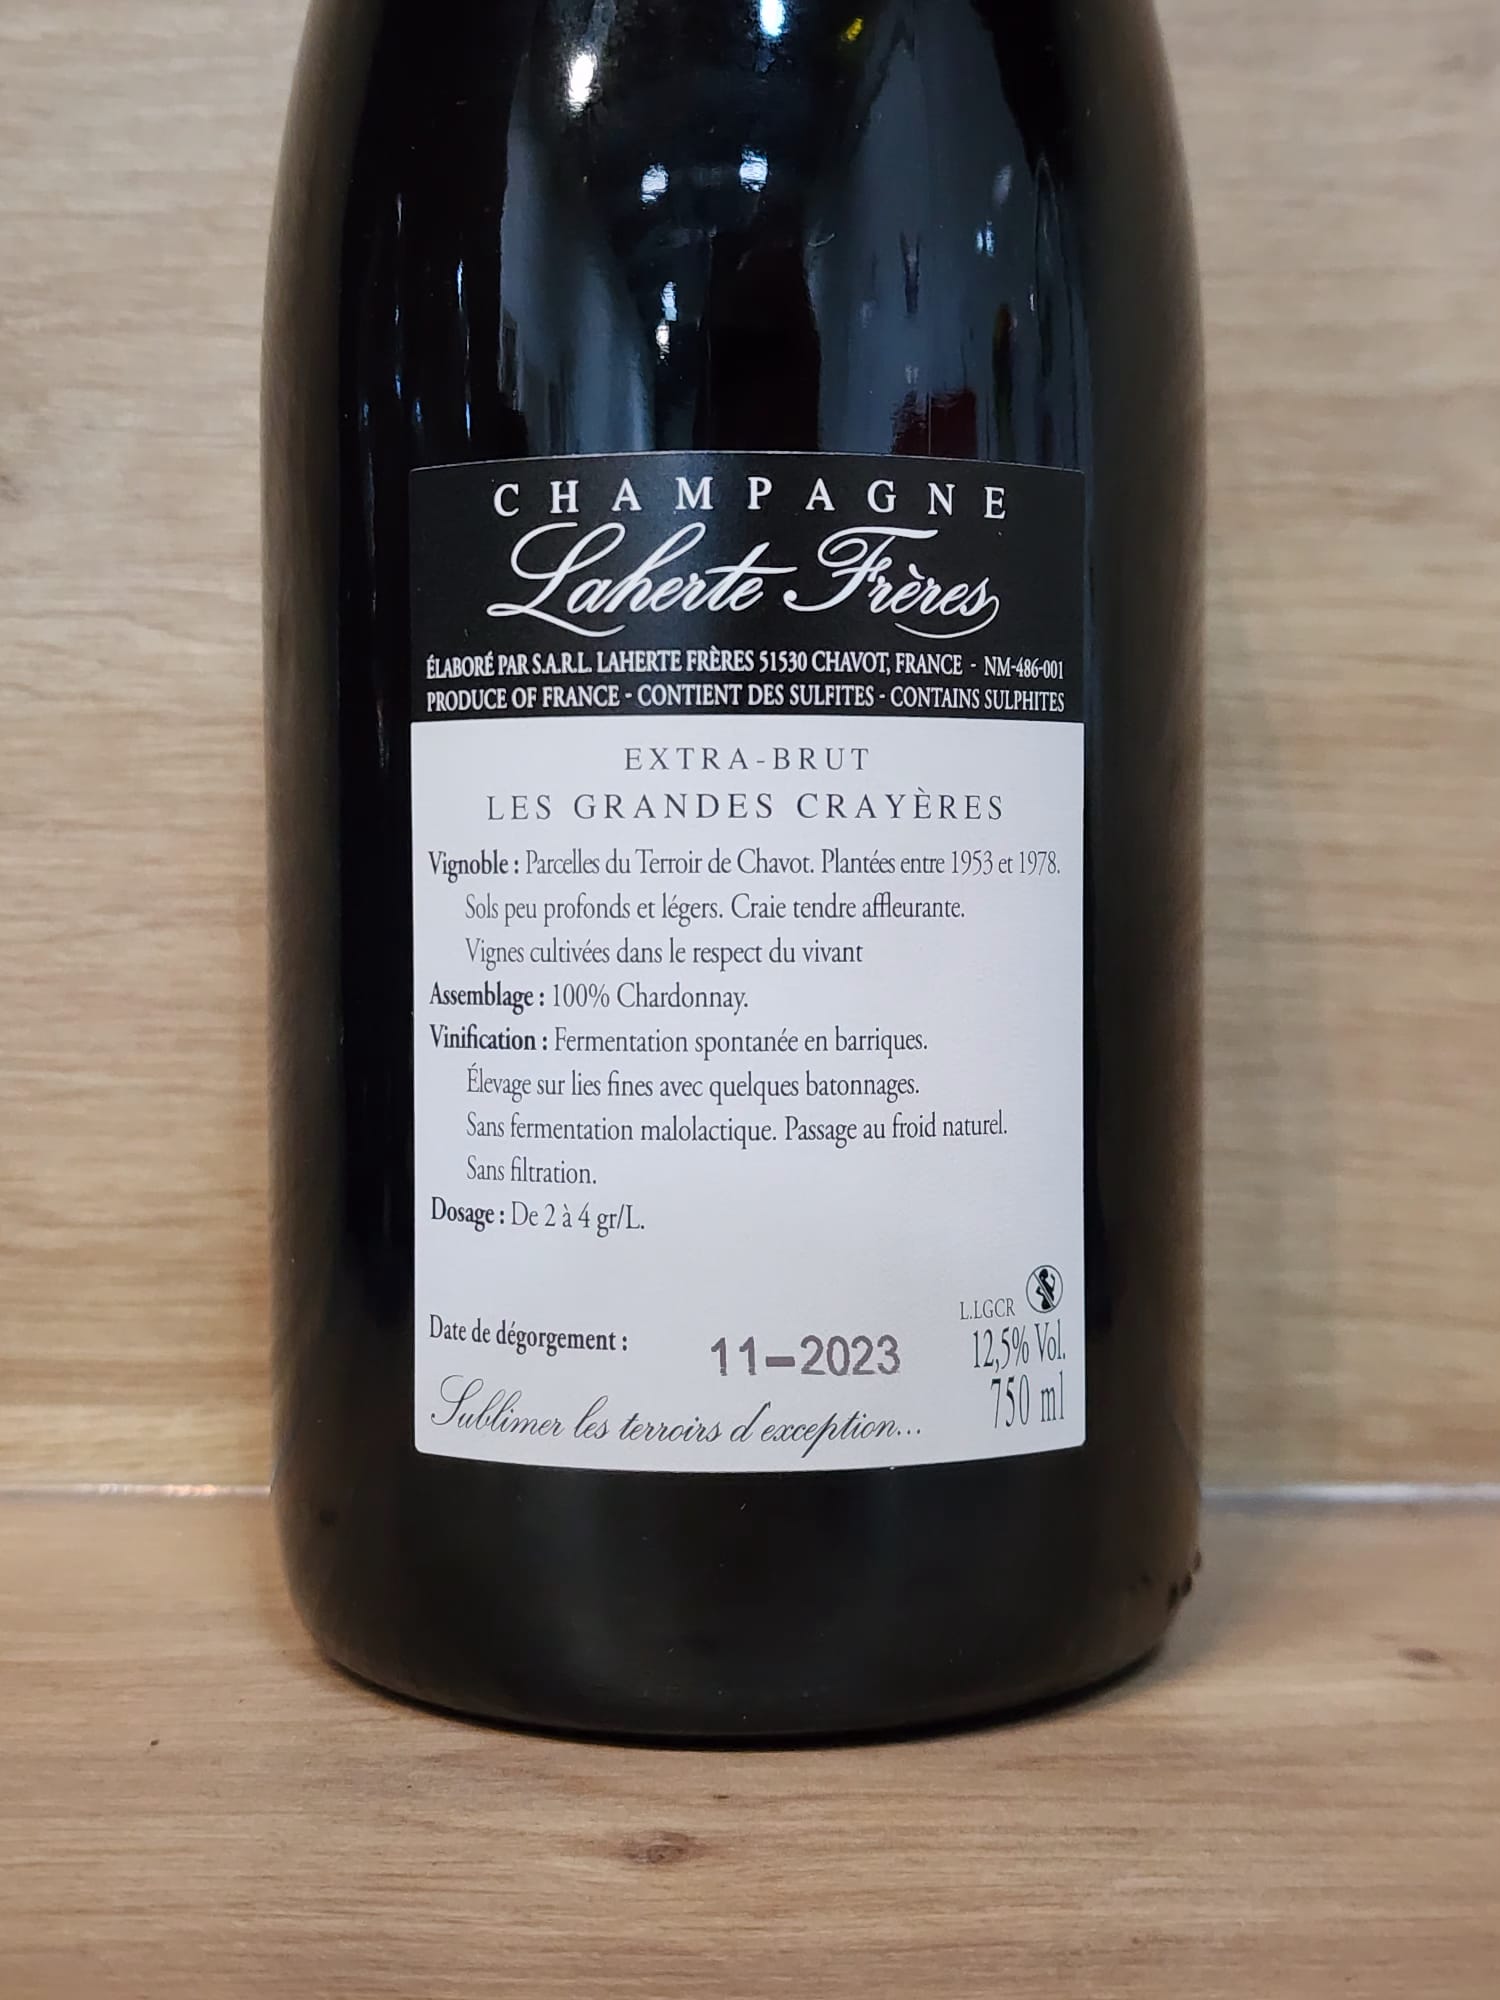 CHAMPAGNE
Laherte Frères
ÉLABORÉ PAR S.A.R.L. LAHERTE FRÈRES 51530 CHAVOT, FRANCE - NM-486-001
PRODUCE OF FRANCE - CONTIENT DES SULFITES - CONTAINS SULPHITES
EXTRA-BRUT
LES GRANDES CRAYÈRES
Vignoble : Parcelles du Terroir de Chavot. Plantées entre 1953 et 1978.
Sols peu profonds et légers. Craie tendre affleurante.
Vignes cultivées dans le respect du vivant
Assemblage : 100% Chardonnay.
Vinification : Fermentation spontanée en barriques.
Élevage sur lies fines avec quelques batonnages.
Sans fermentation malolactique. Passage au froid naturel.
Sans filtration.
Dosage : De 2 à 4 gr/L.
L.LGCR
Date de dégorgement : 11-2023
12,5% Vol.
750 ml
Sublimer les terroirs d'exception...